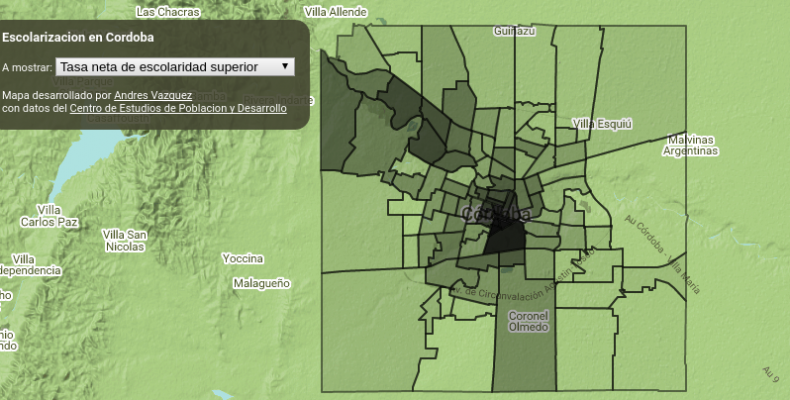 Las Chacras
Villa Allende
Guiñazú
Escolarizacion en Cordoba
A mostrar: Tasa neta de escolaridad superior
Mapa desarrollado por Andres Vazquez
con datos del Centro de Estudios de Poblacion y Desarrollo
Villa Esquiú
Malvinas
Argentinas
Villa
Carlos Paz
Córdoba
Villa San
Nicolas
Yoccina
Villa
dependencia
Malagueño
Au Córdoba - Villa María
Av. de Circunvalación Agustín
Coronel
Olmedo
Au 9